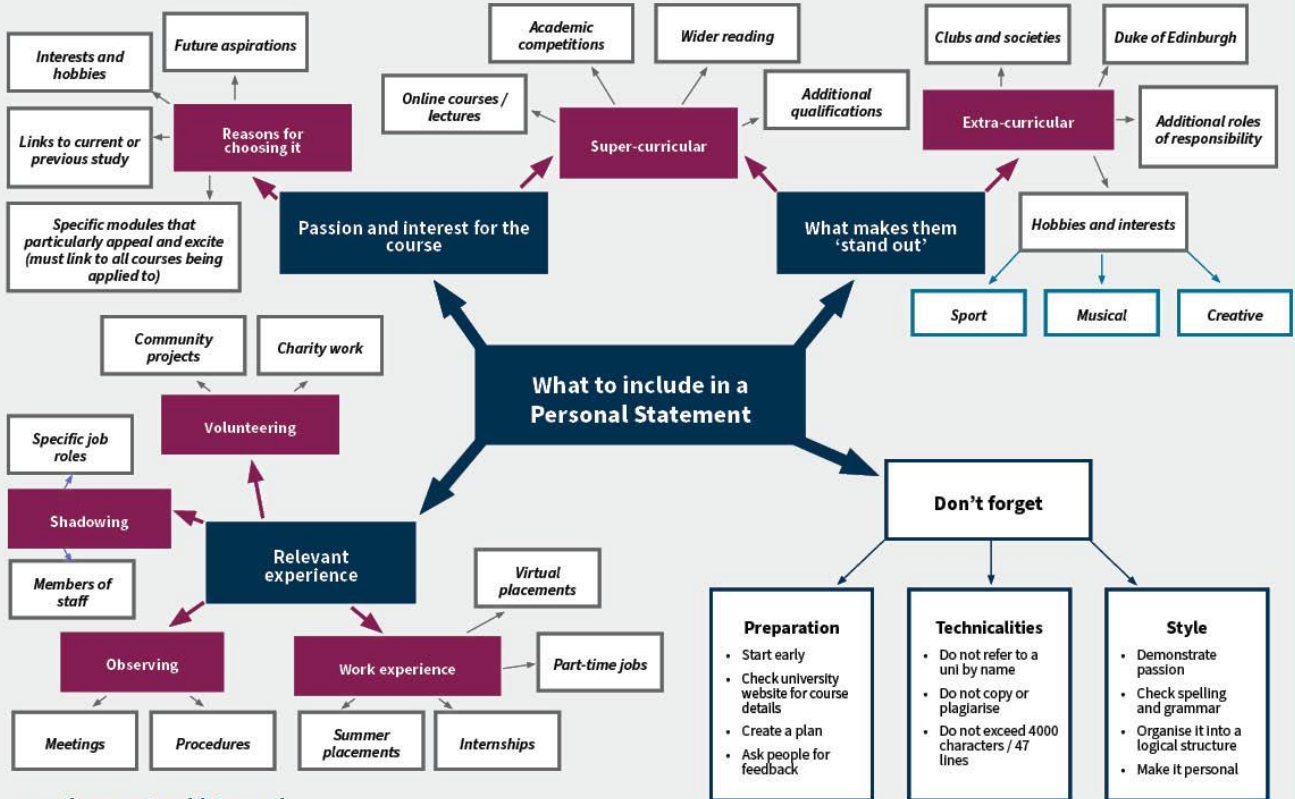 Interests and
hobbies
Future aspirations
Links to current or
previous study
Reasons for
choosing it
Specific modules that
particularly appeal and excite
(must link to all courses being
applied to)
Passion and interest for the
course
Academic
competitions
Wider reading
Online courses /
lectures
Additional
qualifications
Super-curricular
Clubs and societies
Duke of Edinburgh
Extra-curricular
Additional roles
of responsibility
What makes them
‘stand out’
Hobbies and interests
Sport
Musical
Creative
What to include in a
Personal Statement
Community
projects
Charity work
Volunteering
Specific job
roles
Shadowing
Members of
staff
Relevant
experience
Observing
Meetings
Procedures
Work experience
Virtual
placements
Part-time jobs
Summer
placements
Internships
Don’t forget
Preparation
• Start early
• Check university
website for course
details
• Create a plan
• Ask people for
feedback
Technicalities
• Do not refer to a
uni by name
• Do not copy or
plagiarise
• Do not exceed 4000
characters / 47
lines
Style
• Demonstrate
passion
• Check spelling
and grammar
• Organise it into a
logical structure
• Make it personal